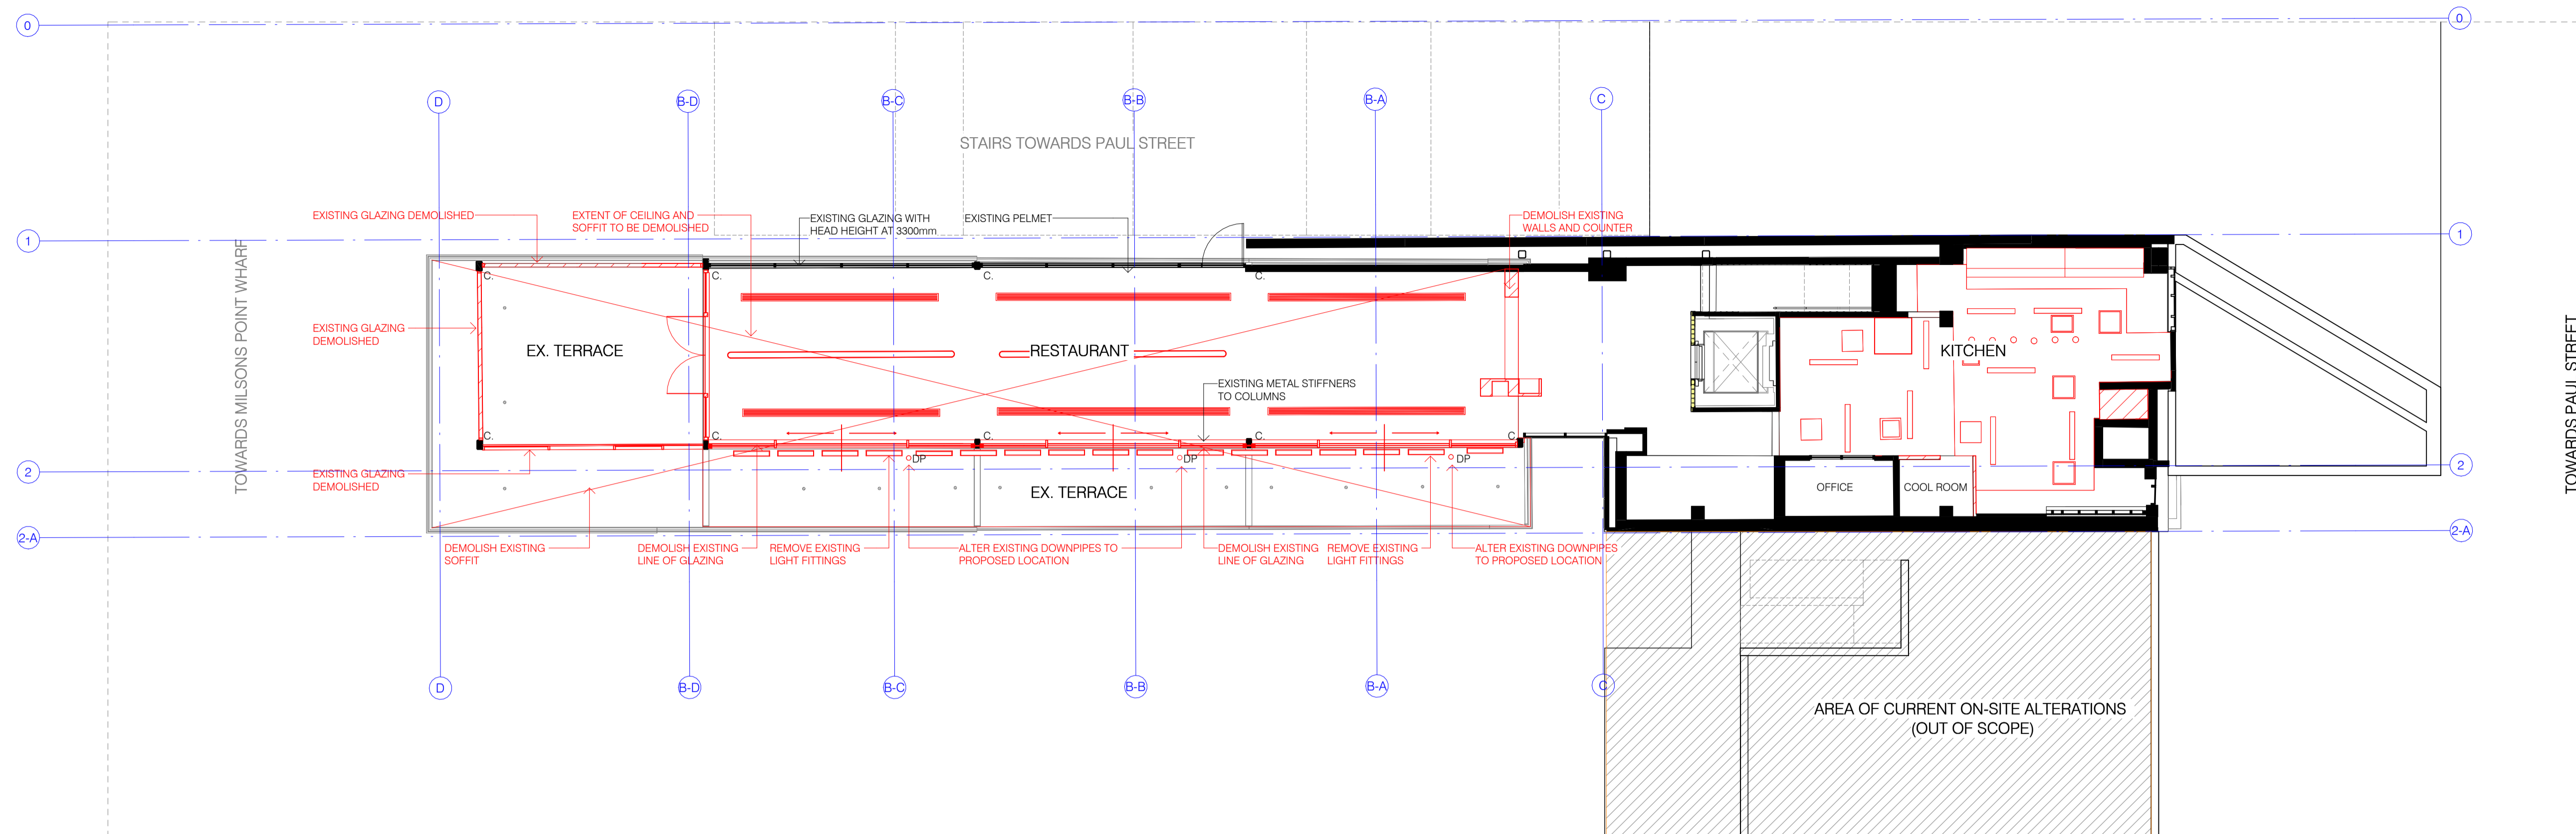 0
0
D
B-D
B-C
B-B
B-A
C
STAIRS TOWARDS PAUL STREET
EXISTING GLAZING DEMOLISHED
EXTENT OF CEILING AND
SOFFIT TO BE DEMOLISHED
EXISTING GLAZING WITH
HEAD HEIGHT AT 3300mm
EXISTING PELMET
DEMOLISH EXISTING
WALLS AND COUNTER
1
1
C.
C.
C.
C.
TOWARDS MILSONS POINT WHARF
EXISTING GLAZING
DEMOLISHED
EX. TERRACE
RESTAURANT
KITCHEN
TOWARDS PAUL STREET
EXISTING METAL STIFFNERS
TO COLUMNS
C.
C.
C.
C.
C.
DP
DP
DP
2
2
EXISTING GLAZING
DEMOLISHED
EX. TERRACE
OFFICE
COOL ROOM
2-A
2-A
DEMOLISH EXISTING
SOFFIT
DEMOLISH EXISTING
LINE OF GLAZING
REMOVE EXISTING
LIGHT FITTINGS
ALTER EXISTING DOWNPIPES TO
PROPOSED LOCATION
DEMOLISH EXISTING
LINE OF GLAZING
REMOVE EXISTING
LIGHT FITTINGS
ALTER EXISTING DOWNPIPES
TO PROPOSED LOCATION
D
B-D
B-C
B-B
B-A
C
AREA OF CURRENT ON-SITE ALTERATIONS
(OUT OF SCOPE)